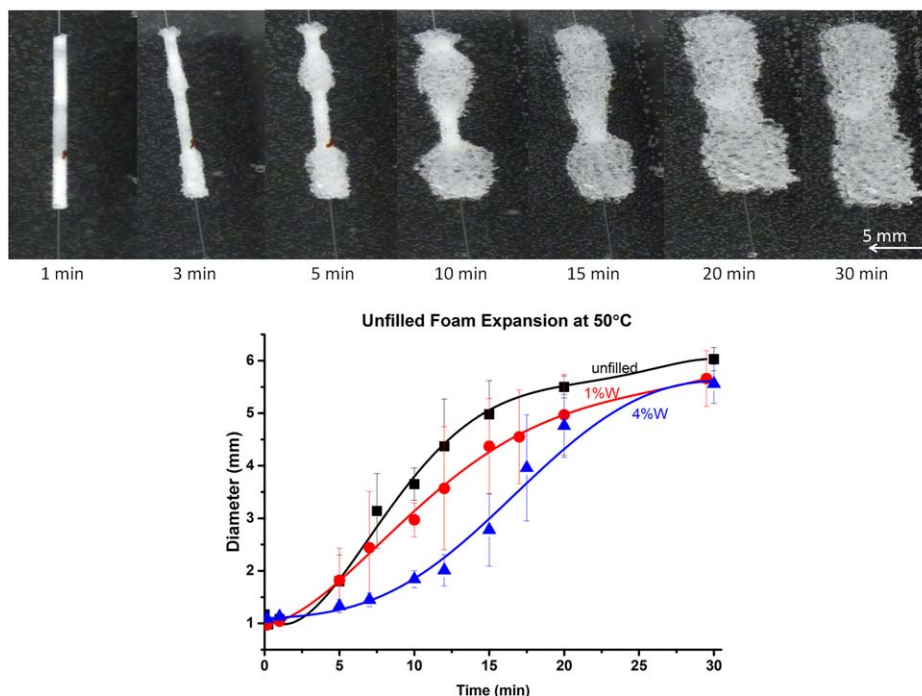 5 mm
1 min 3 min 5 min 10 min 15 min 20 min 30 min
Unfilled Foam Expansion at 50°C
Diameter (mm)
6
5
4
3
2
1
unfilled
1%W
4%W
0 5 10 15 20 25 30
Time (min)